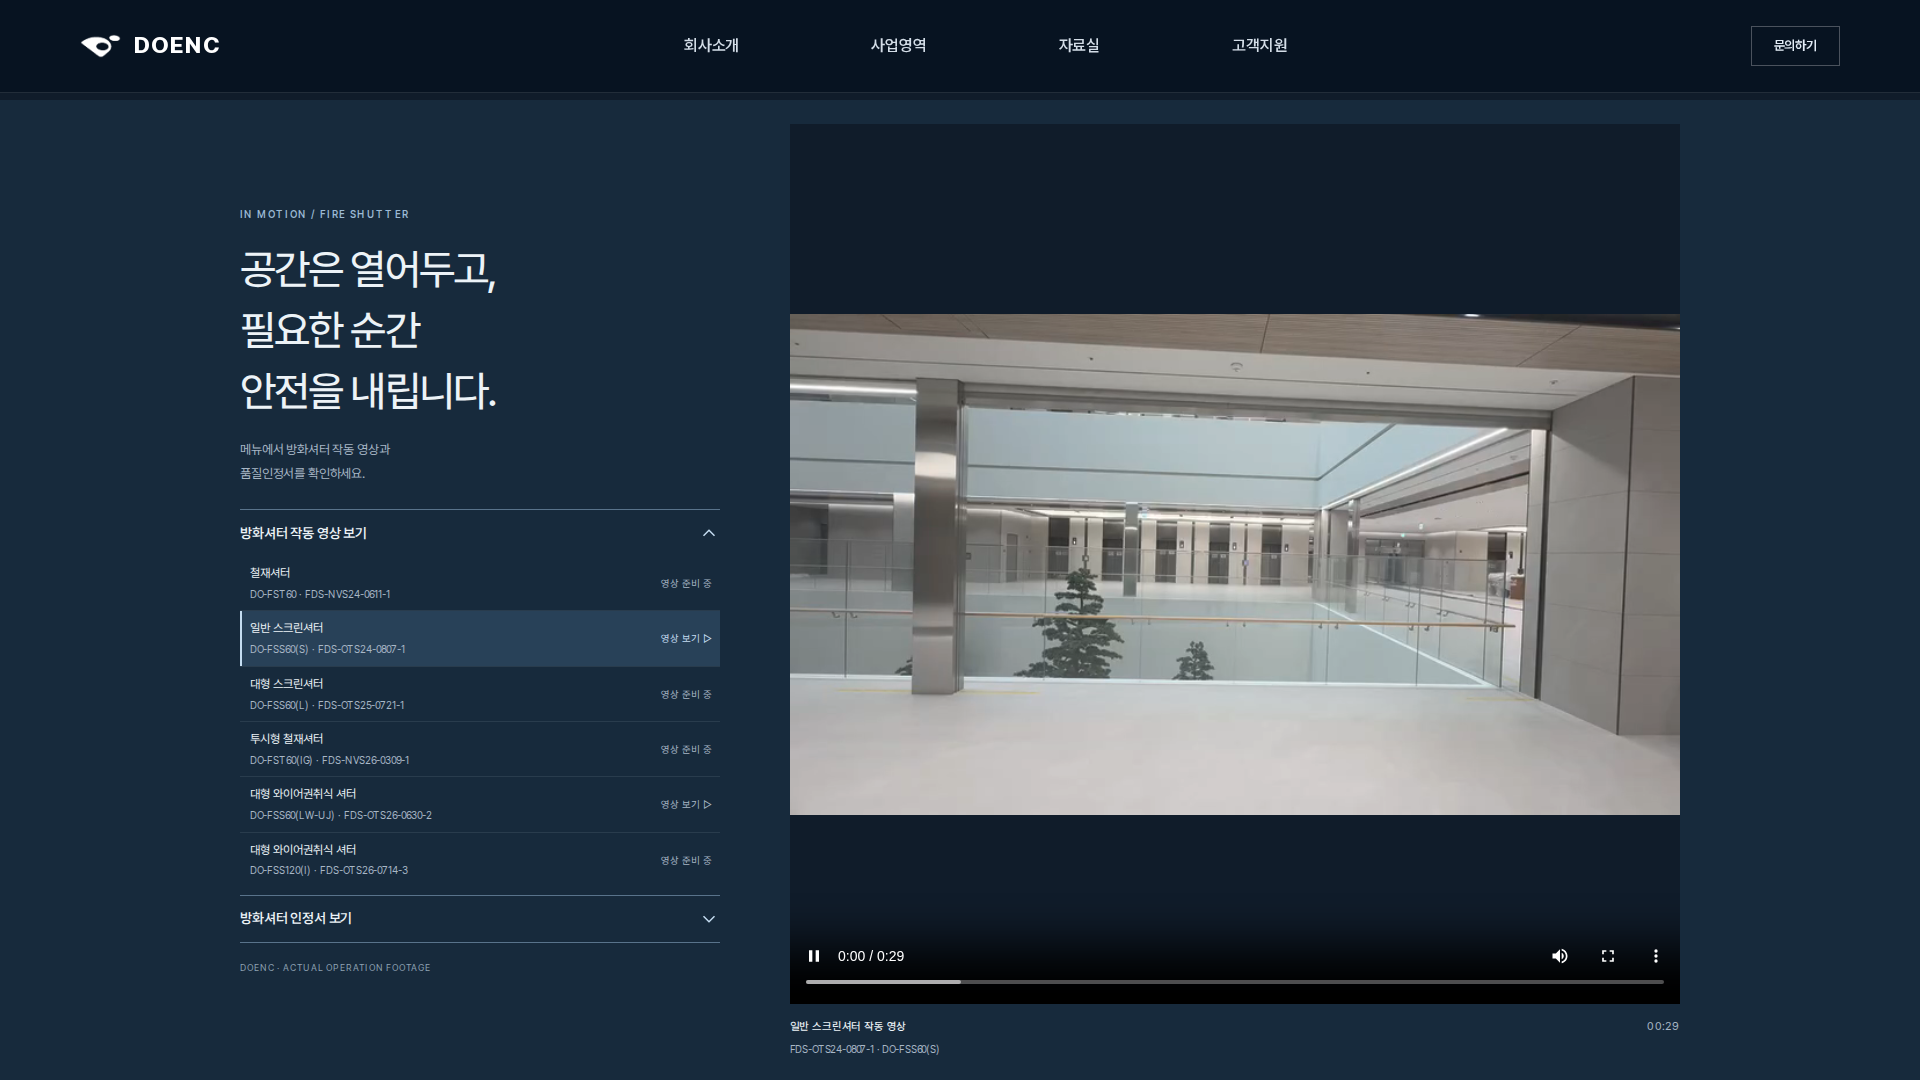 DOENC
회사소개
사업영역
자료실
고객지원
문의하기
IN MOTION / FIRE SHUTTER
공간은 열어두고,
필요한 순간
안전을 내립니다.
메뉴에서 방화셔터 작동 영상과
품질인정서를 확인하세요.
방화셔터 작동 영상 보기
철재셔터
DO-FST60 · FDS-NVS24-0611-1
영상 준비 중
일반 스크린셔터
DO-FSS60(S) · FDS-OTS24-0807-1
영상 보기 ▷
대형 스크린셔터
DO-FSS60(L) · FDS-OTS25-0721-1
영상 준비 중
투시형 철재셔터
DO-FST60(IG) · FDS-NVS26-0309-1
영상 준비 중
대형 와이어권취식 셔터
DO-FSS60(LW-UJ) · FDS-OTS26-0630-2
영상 보기 ▷
대형 와이어권취식 셔터
DO-FSS120(I) · FDS-OTS26-0714-3
영상 준비 중
방화셔터 인정서 보기
DOENC · ACTUAL OPERATION FOOTAGE
0:00 / 0:29
일반 스크린셔터 작동 영상
00:29
FDS-OTS24-0807-1 · DO-FSS60(S)